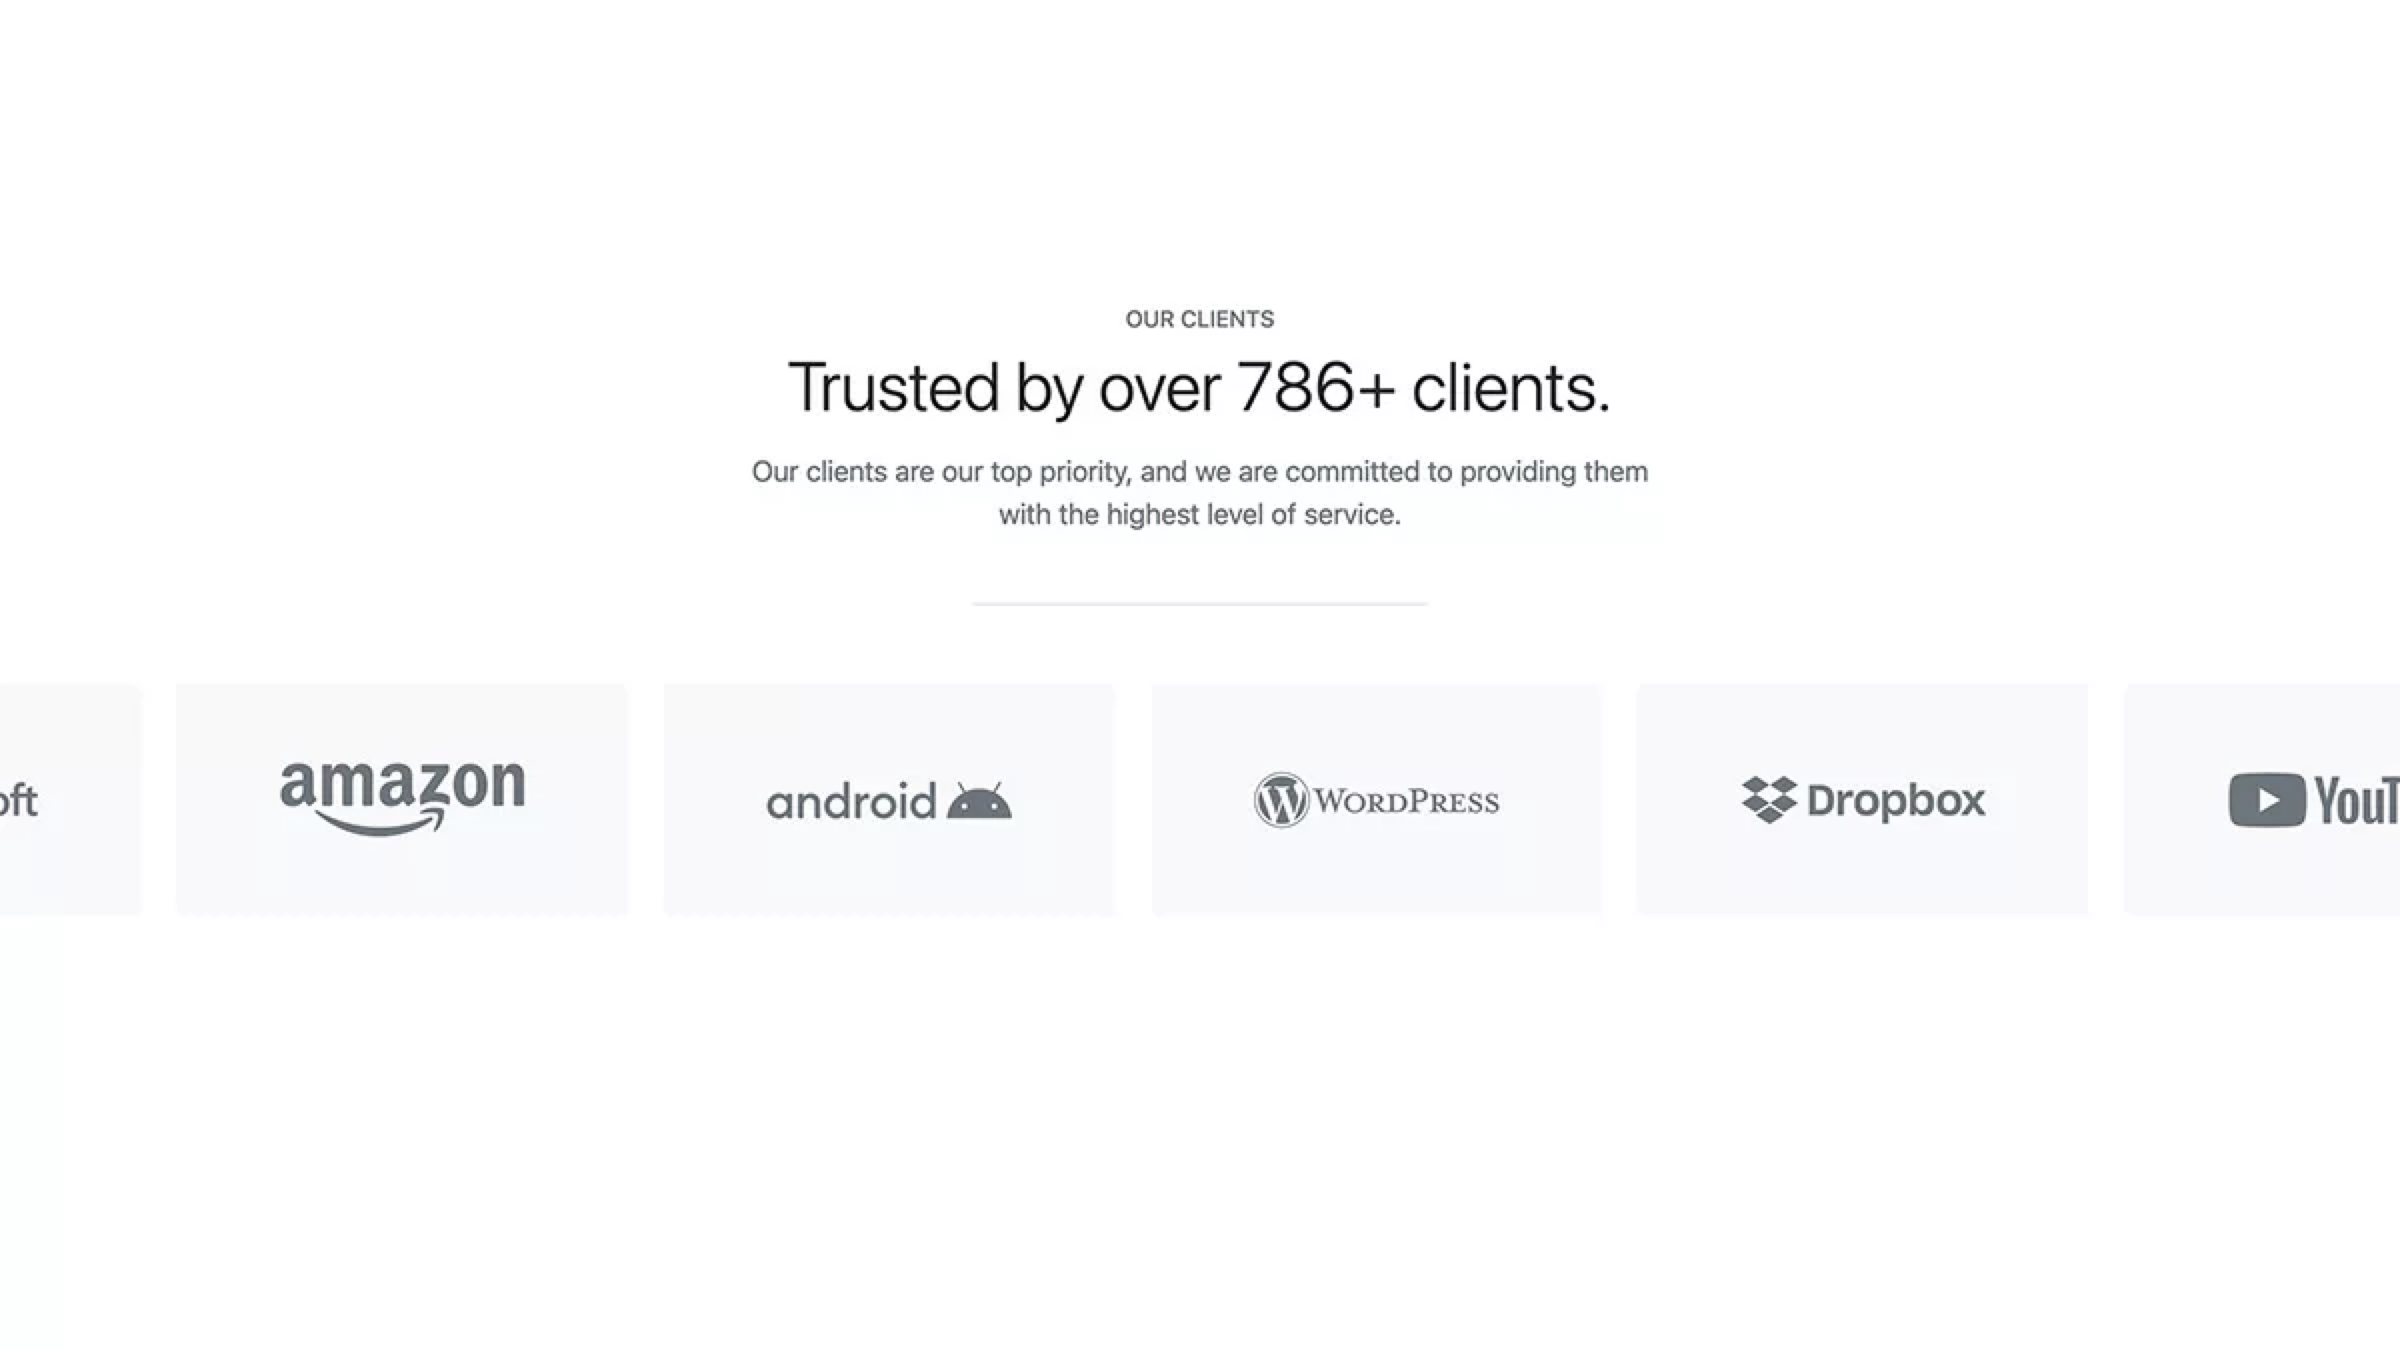 OUR CLIENTS
Trusted by over 786+ clients.
Our clients are our top priority, and we are committed to providing them
with the highest level of service.
oft
amazon
android
WORDPRESS
Dropbox
YouT